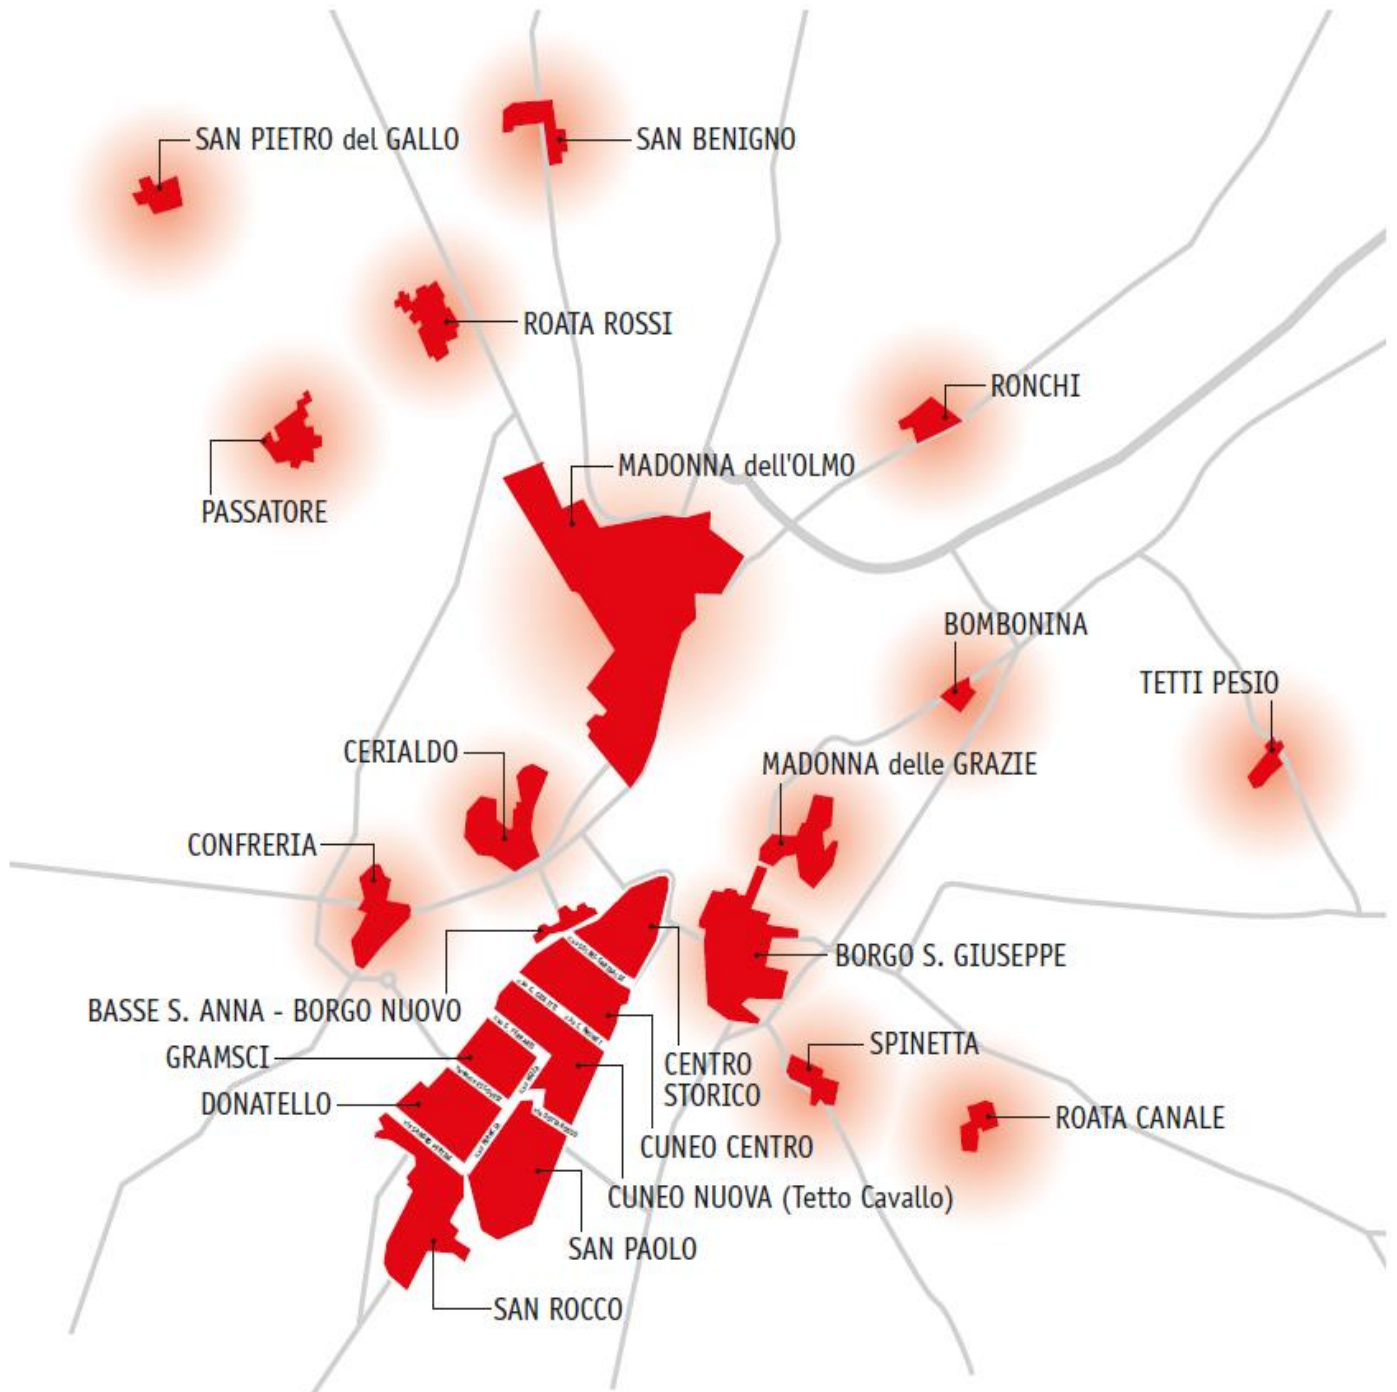 SAN PIETRO del GALLO
SAN BENIGNO
ROATA ROSSI
RONCHI
MADONNA dell'OLMO
PASSATORE
BOMBONINA
TETTI PESIO
CERIALDO
MADONNA delle GRAZIE
CONFRERIA
BORGO S. GIUSEPPE
BASSE S. ANNA - BORGO NUOVO
SPINETTA
GRAMSCI
CENTRO
STORICO
DONATELLO
ROATA CANALE
CUNEO CENTRO
CUNEO NUOVA (Tetto Cavallo)
SAN PAOLO
SAN ROCCO